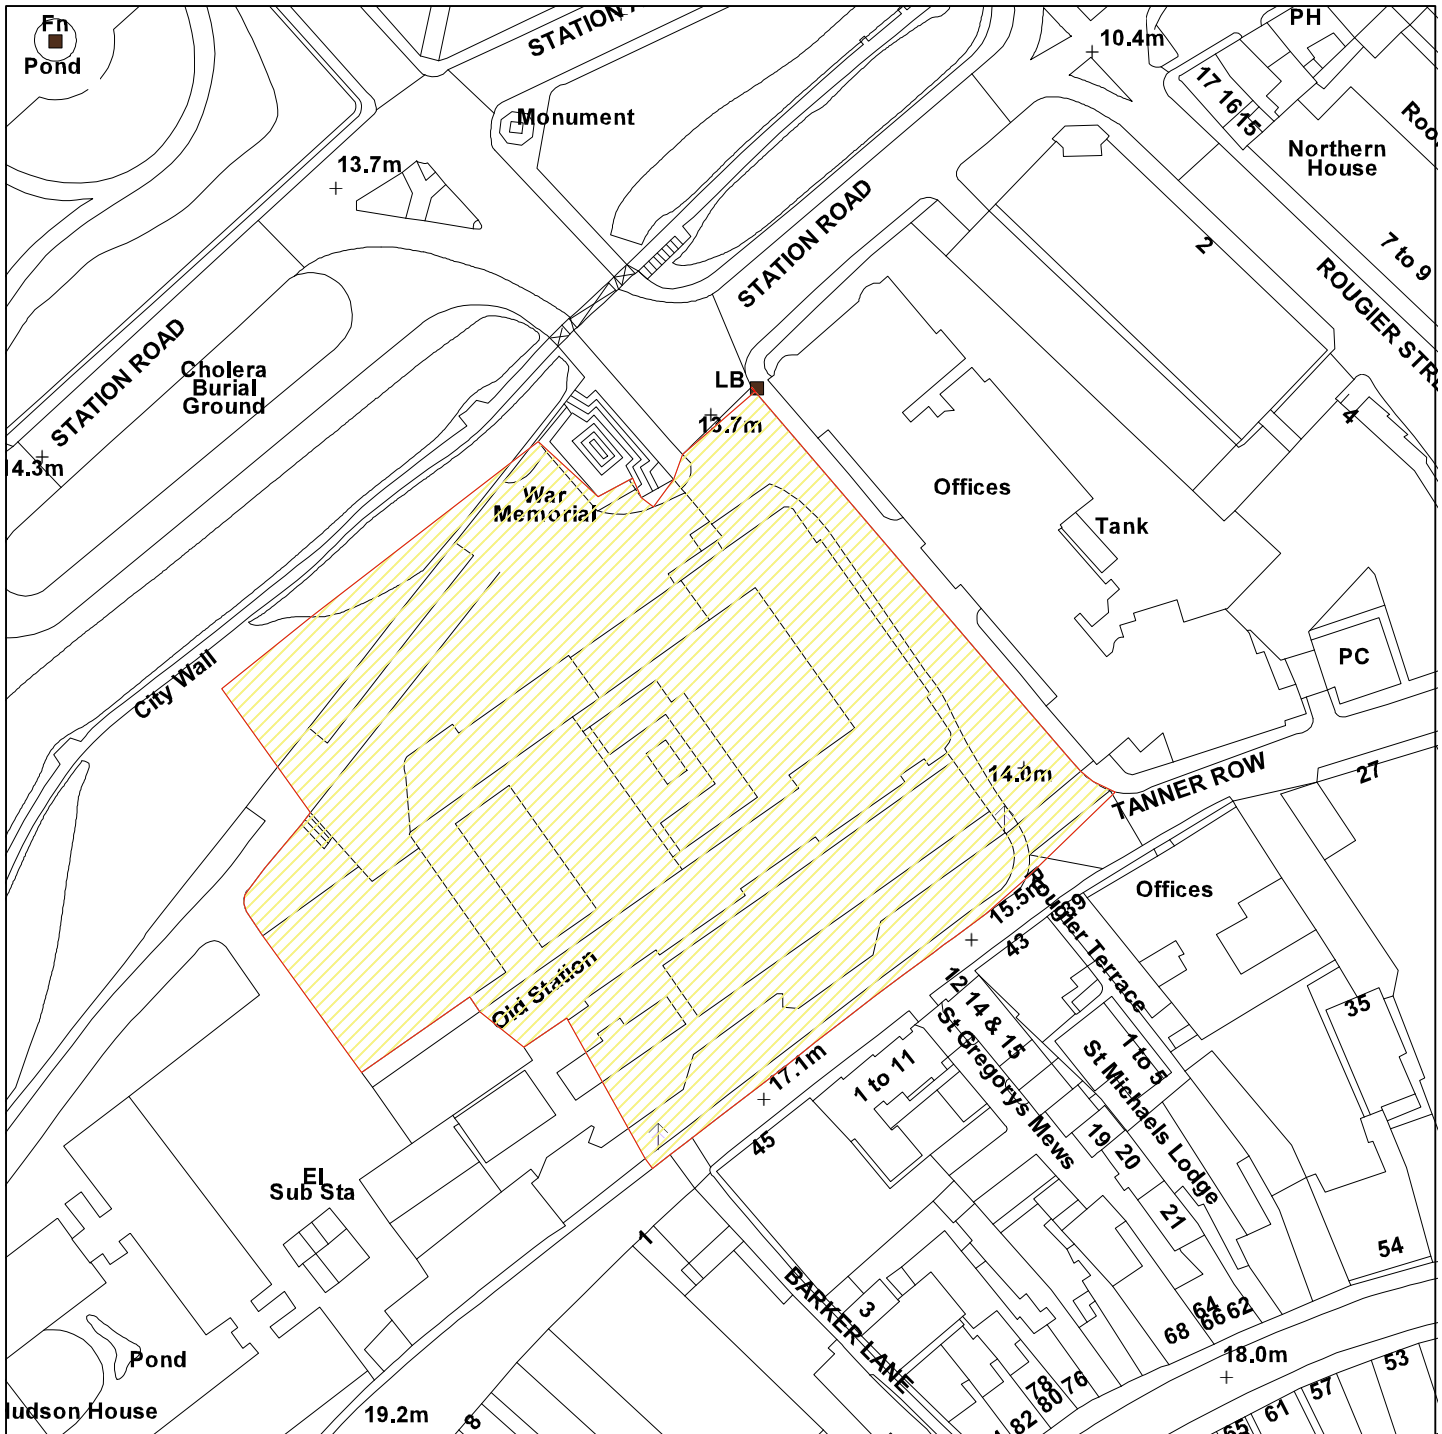 Fn
Pond
STATION
PH
10.4m
17
16
15
Monument
13.7m
Northern
House
STATION ROAD
2
7 to 9
ROUGIER STRE
STATION ROAD
Cholera
Burial
Ground
LB
13.7m
4
14.3m
Offices
War
Memorial
Tank
City Wall
PC
14.0m
TANNER ROW
27
Offices
39
15.5m
Rougier Terrace
43
Old Station
12
14 & 15
35
17.1m
1 to 11
St Gregorys Mews
1 to 5
St Michaels Lodge
45
19
20
El
Sub Sta
21
1
54
BARKER LANE
3
64
66
62
68
18.0m
Pond
53
78
80
76
57
Hudson House
19.2m
8
82
61
65